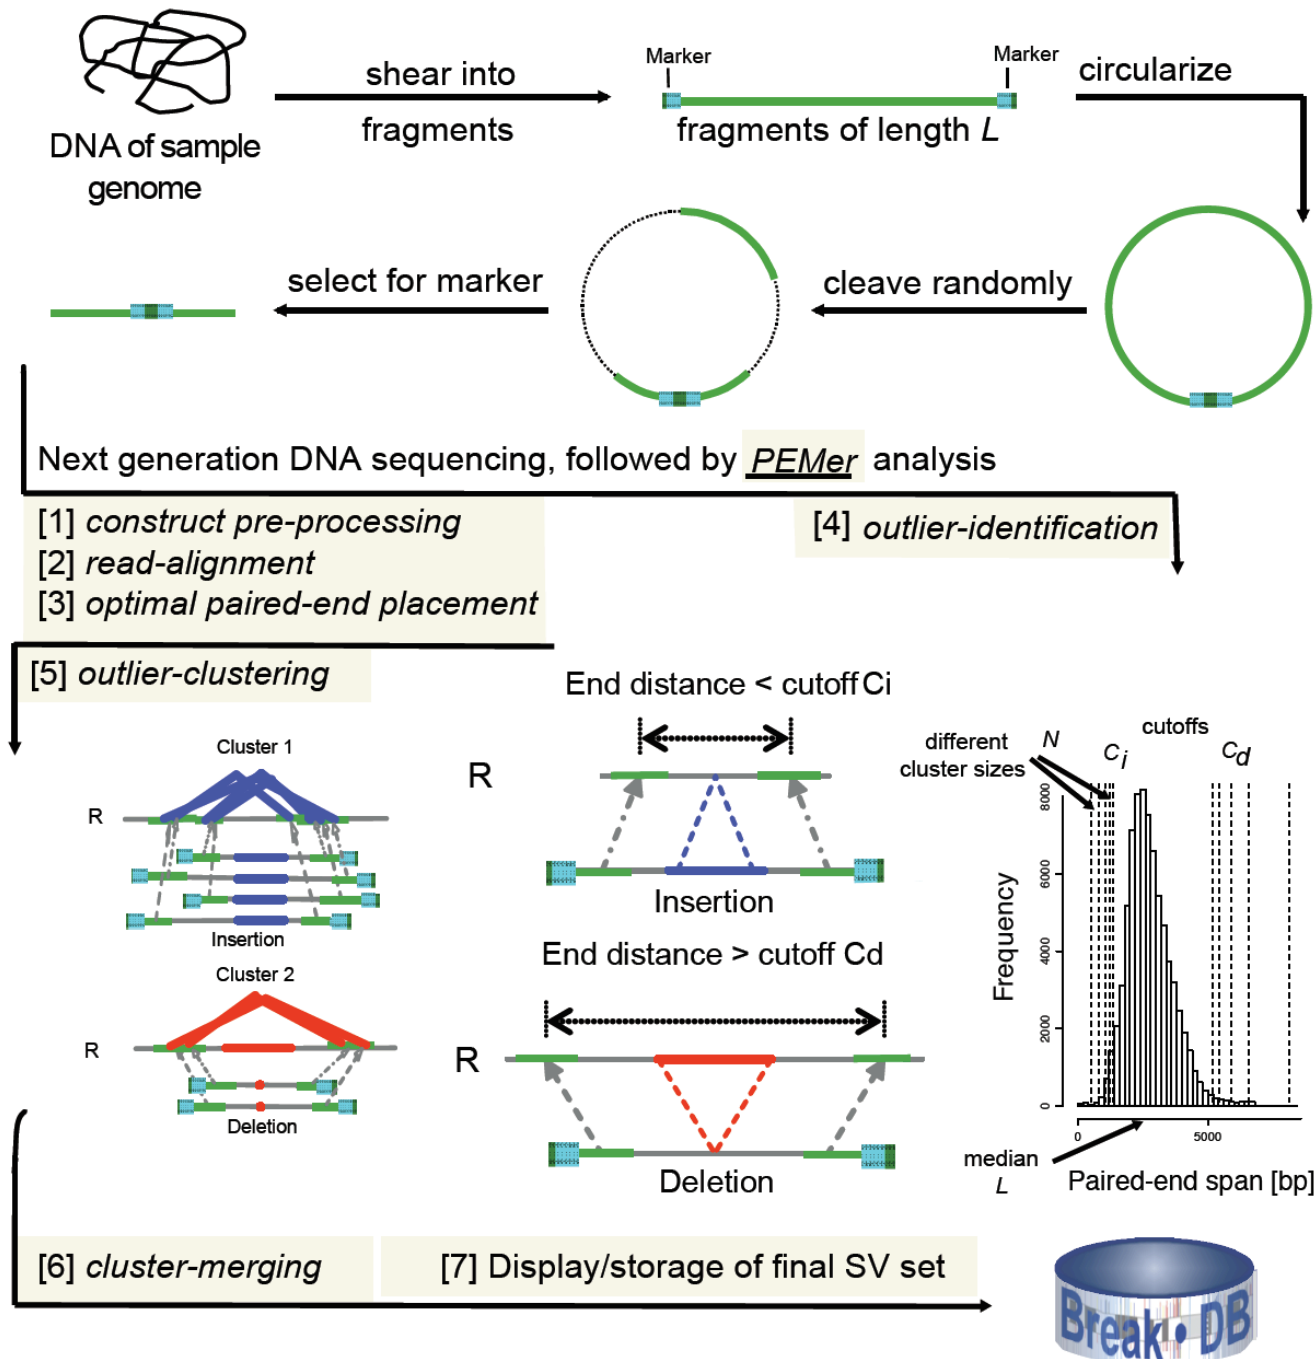 DNA of sample
genome
shear into
fragments
Marker
Marker
fragments of length L
circularize
cleave randomly
select for marker
Next generation DNA sequencing, followed by PEMer analysis
[1] construct pre-processing
[2] read-alignment
[3] optimal paired-end placement
[4] outlier-identification
[5] outlier-clustering
Cluster 1
R
Insertion
Cluster 2
R
Deletion
End distance < cutoff Ci
R
Insertion
End distance > cutoff Cd
R
Deletion
different
cluster sizes
N
cutoffs
Ci
Cd
8000
6000
4000
2000
0
Frequency
0
5000
median
L
Paired-end span [bp]
[6] cluster-merging
[7] Display/storage of final SV set
Break • DB